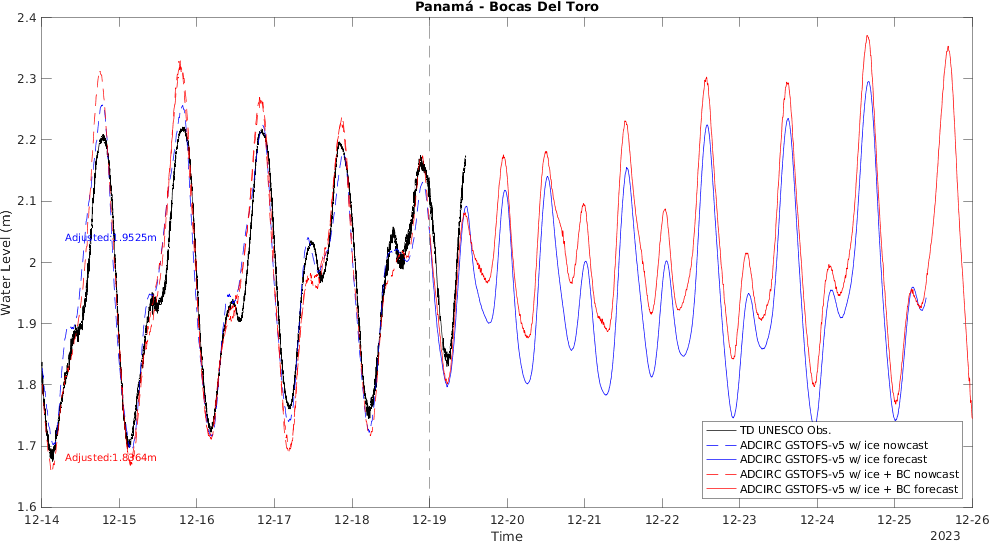 Panamá - Bocas Del Toro
2.4
2.3
2.2
2.1
2
1.9
1.8
1.7
1.6
Water Level (m)
Adjusted:1.9525m
Adjusted:1.8364m
TD UNESCO Obs.
ADCIRC GSTOFS-v5 w/ ice nowcast
ADCIRC GSTOFS-v5 w/ ice forecast
ADCIRC GSTOFS-v5 w/ ice + BC nowcast
ADCIRC GSTOFS-v5 w/ ice + BC forecast
12-14 12-15 12-16 12-17 12-18 12-19 12-20 12-21 12-22 12-23 12-24 12-25 12-26
Time
2023